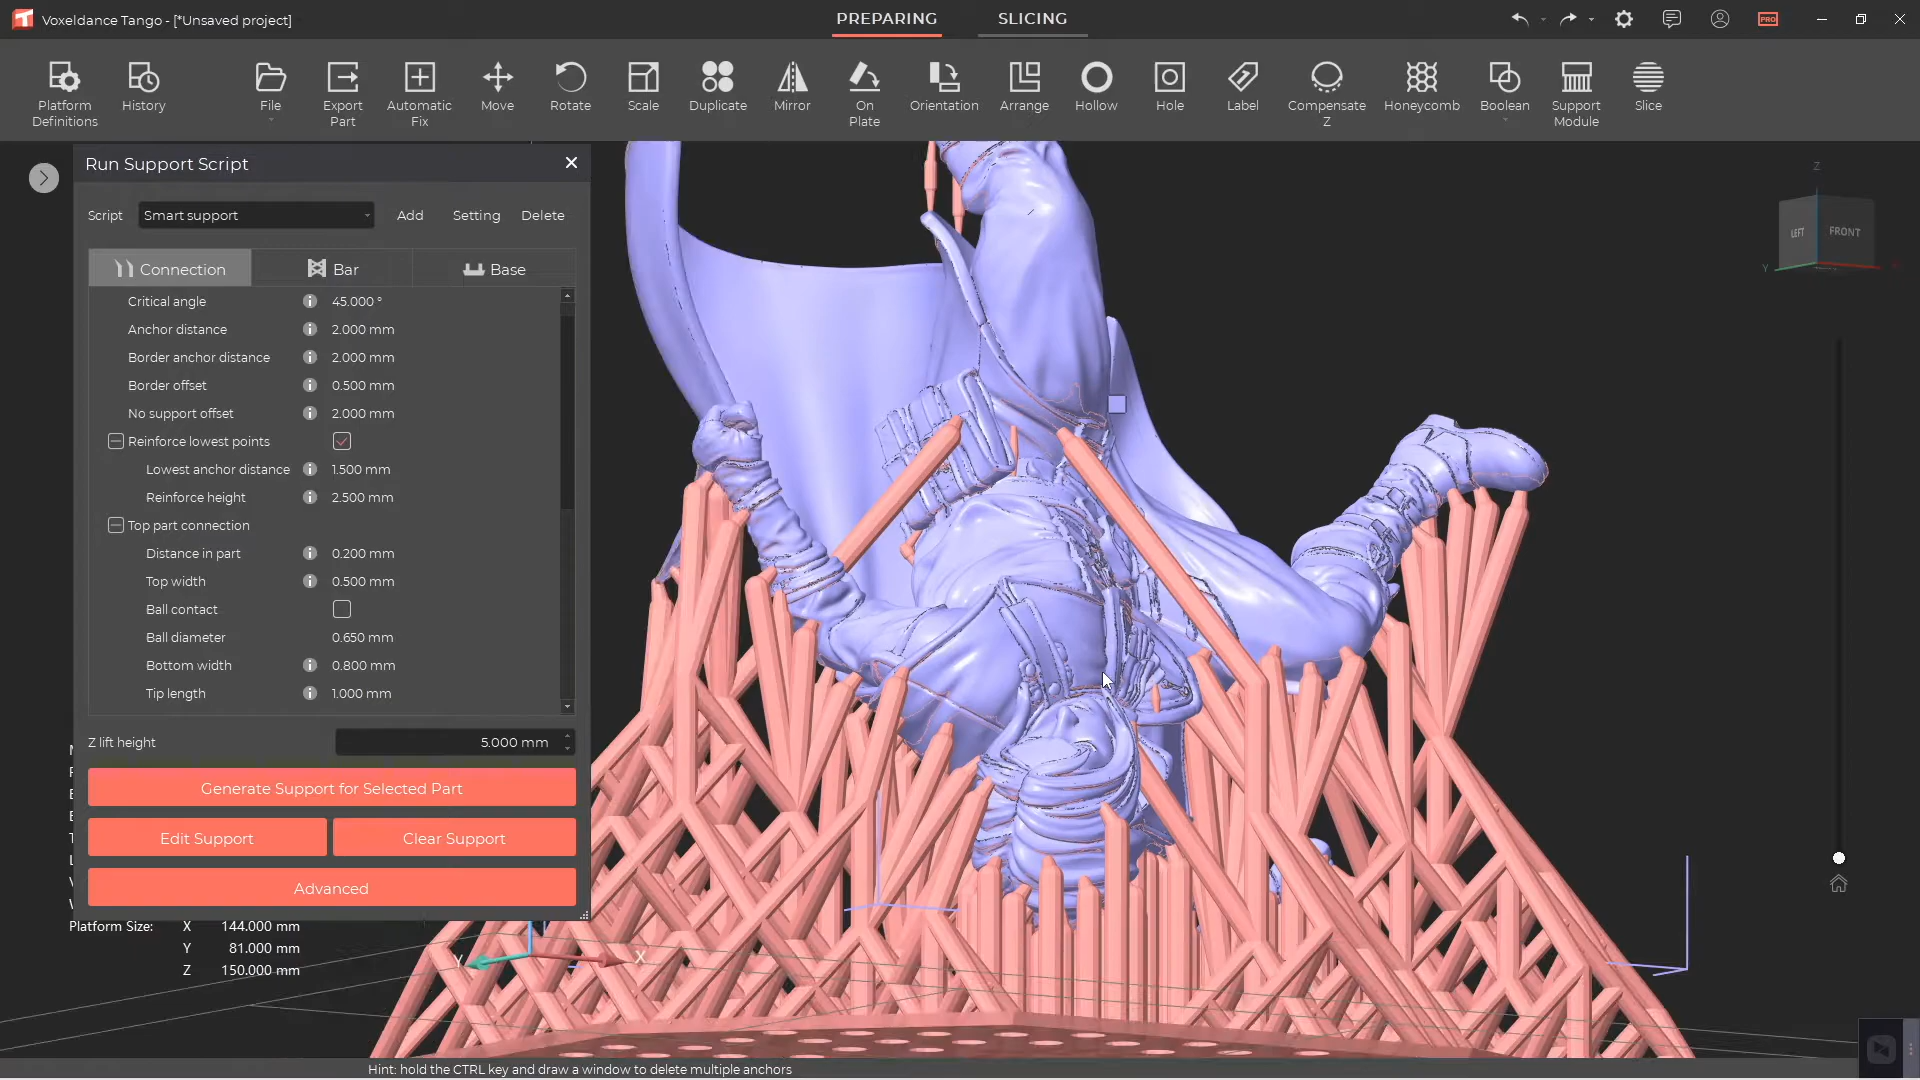 Voxeldance Tango - [*Unsaved project]
PREPARING
SLICING
PRO
Platform
Definitions
History
File
Export
Part
Automatic
Fix
Move
Rotate
Scale
Duplicate
Mirror
On
Plate
Orientation
Arrange
Hollow
Hole
Label
Compensate
Z
Honeycomb
Boolean
Support
Module
Slice
Run Support Script
Script
Smart support
Add
Setting
Delete
Connection
Bar
Base
Critical angle 45.000 °
Anchor distance 2.000 mm
Border anchor distance 2.000 mm
Border offset 0.500 mm
No support offset 2.000 mm
Reinforce lowest points
Lowest anchor distance 1.500 mm
Reinforce height 2.500 mm
Top part connection
Distance in part 0.200 mm
Top width 0.500 mm
Ball contact
Ball diameter 0.650 mm
Bottom width 0.800 mm
Tip length 1.000 mm
Z lift height 5.000 mm
Generate Support for Selected Part
Edit Support
Clear Support
Advanced
Platform Size: X 144.000 mm
Y 81.000 mm
Z 150.000 mm
Y
X
Z
LEFT
FRONT
Y
Hint: hold the CTRL key and draw a window to delete multiple anchors